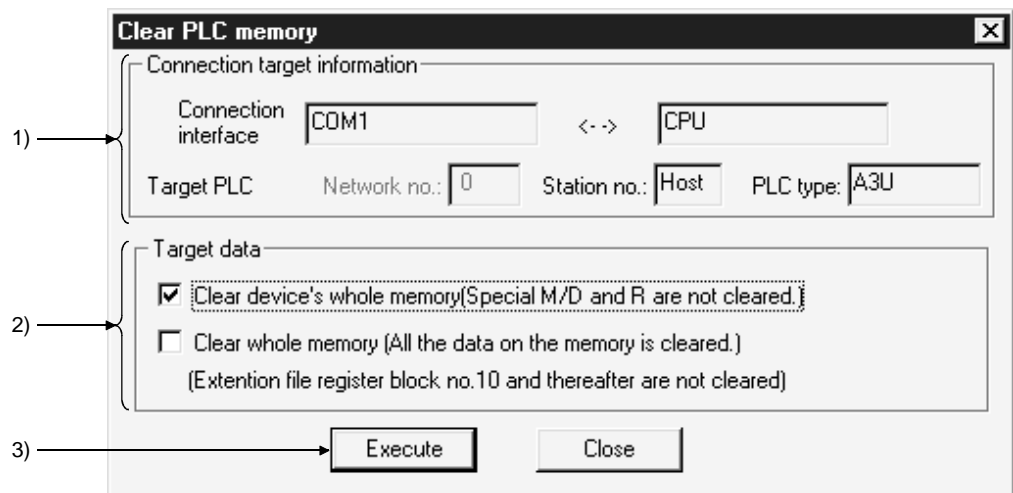 Clear PLC memory
Connection target information
1)
Connection interface COM1 <--> CPU
Target PLC Network no.: 0 Station no.: Host PLC type: A3U
Target data
Clear device's whole memory(Special M/D and R are not cleared.)
2)
Clear whole memory (All the data on the memory is cleared.)
(Extention file register block no.10 and thereafter are not cleared)
3) Execute Close